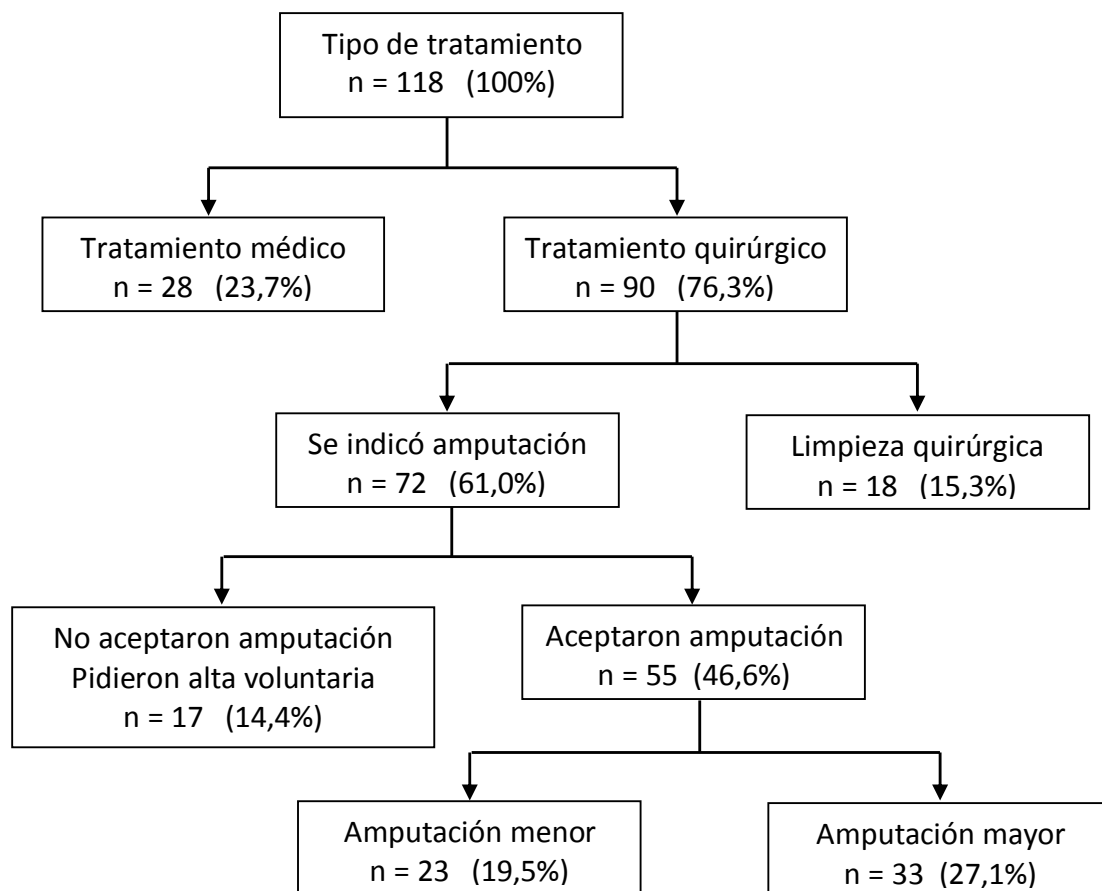 Tipo de tratamiento
n = 118 (100%)
Tratamiento médico
n = 28 (23,7%)
Tratamiento quirúrgico
n = 90 (76,3%)
Se indicó amputación
n = 72 (61,0%)
Limpieza quirúrgica
n = 18 (15,3%)
No aceptaron amputación
Pidieron alta voluntaria
n = 17 (14,4%)
Aceptaron amputación
n = 55 (46,6%)
Amputación menor
n = 23 (19,5%)
Amputación mayor
n = 33 (27,1%)